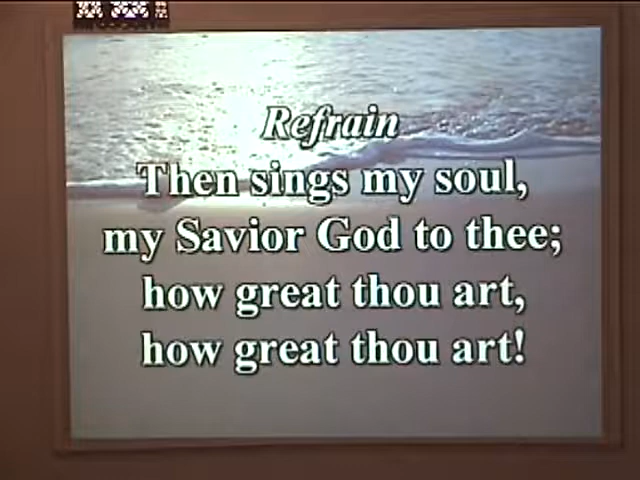 Refrain
Then sings my soul,
my Savior God to thee;
how great thou art,
how great thou art!